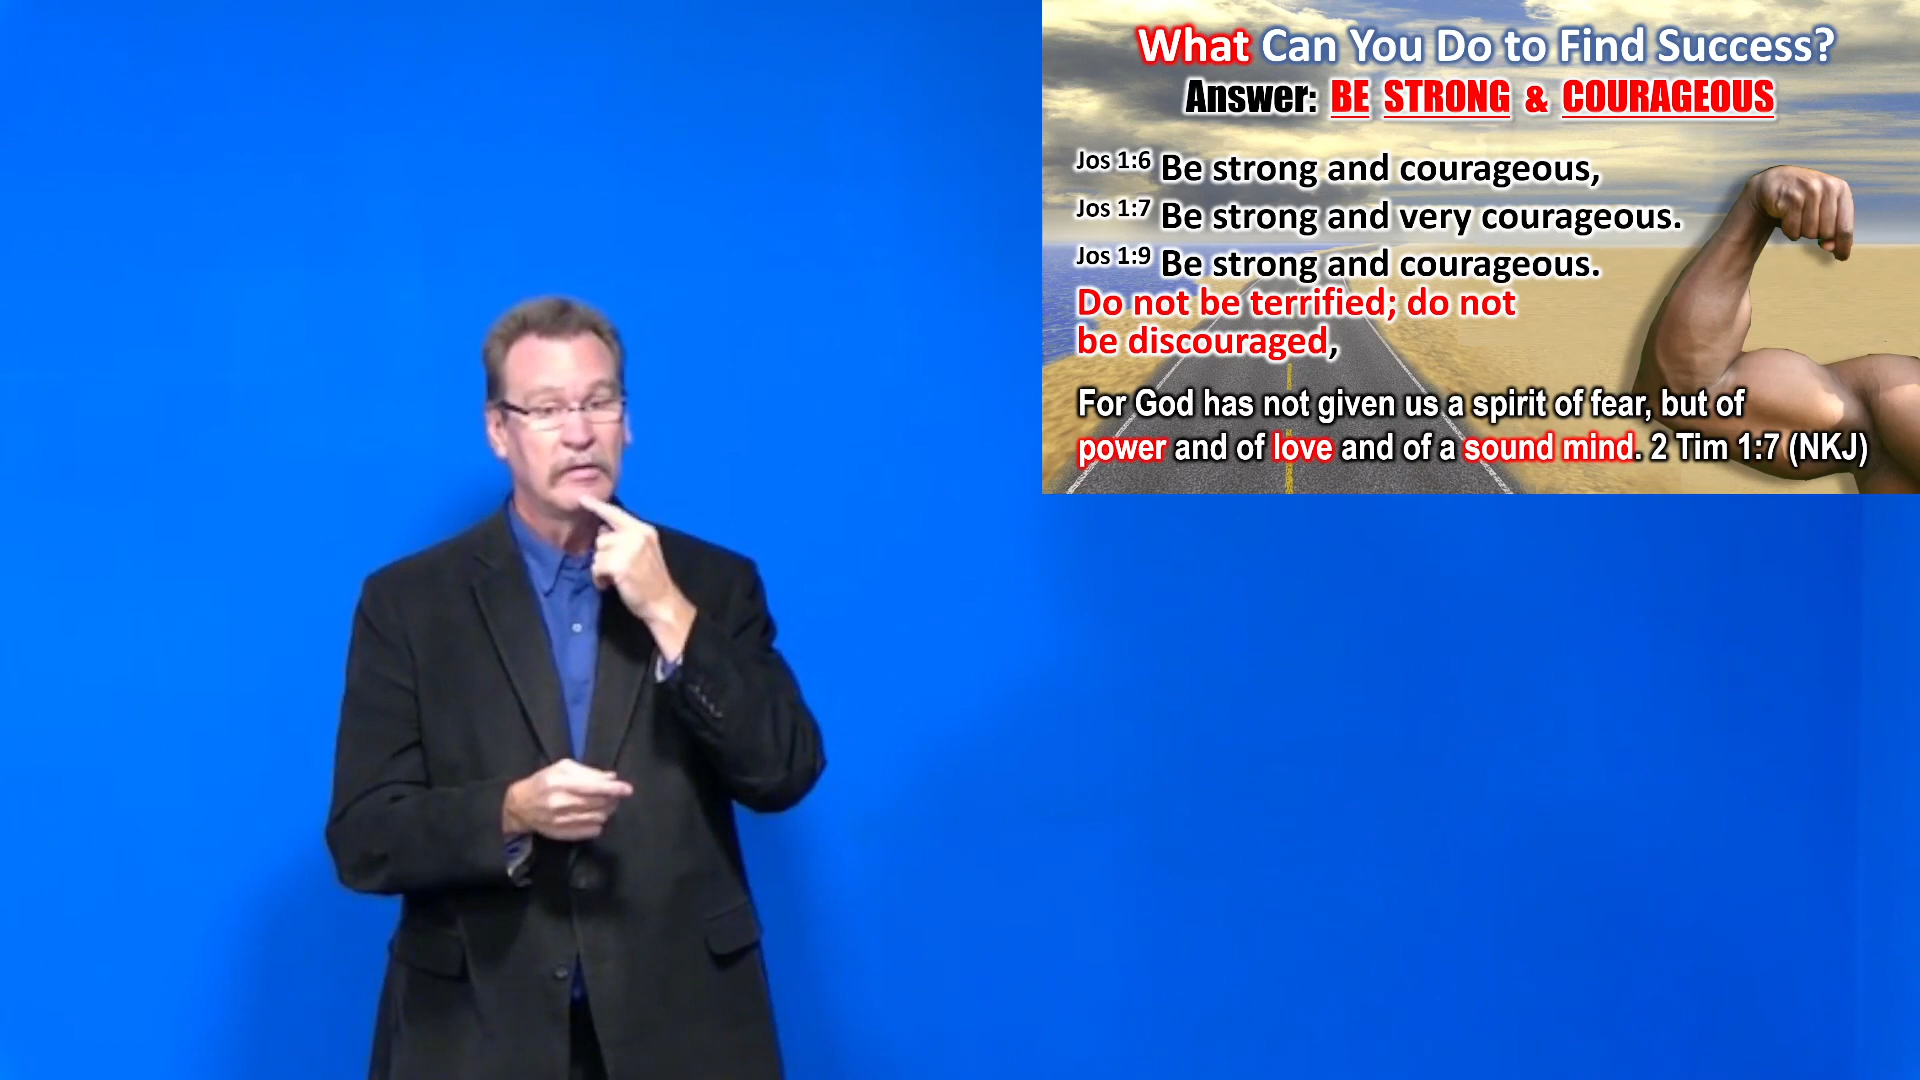 What Can You Do to Find Success?
Answer: BE STRONG & COURAGEOUS
Jos 1:6 Be strong and courageous,
Jos 1:7 Be strong and very courageous.
Jos 1:9 Be strong and courageous.
Do not be terrified; do not
be discouraged,
For God has not given us a spirit of fear, but of
power and of love and of a sound mind. 2 Tim 1:7 (NKJ)